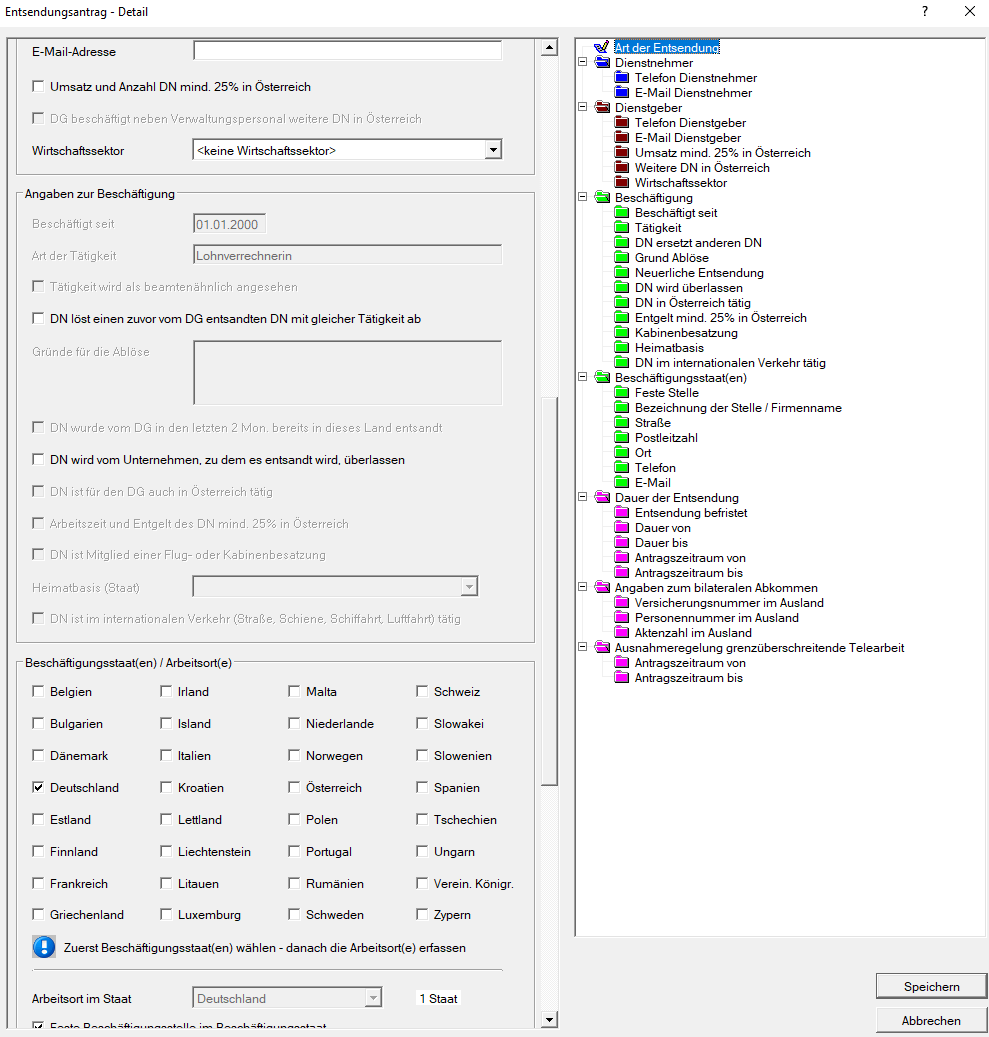 Entsendungsantrag - Detail
?
E-Mail-Adresse
Umsatz und Anzahl DN mind. 25% in Österreich
DG beschäftigt neben Verwaltungspersonal weitere DN in Österreich
Wirtschaftssektor
<keine Wirtschaftssektor>
Angaben zur Beschäftigung
Beschäftigt seit
01.01.2000
Art der Tätigkeit
Lohnverrechnerin
Tätigkeit wird als beamtenähnlich angesehen
DN löst einen zuvor vom DG entsandten DN mit gleicher Tätigkeit ab
Gründe für die Ablöse
DN wurde vom DG in den letzten 2 Mon. bereits in dieses Land entsandt
DN wird vom Unternehmen, zu dem es entsandt wird, überlassen
DN ist für den DG auch in Österreich tätig
Arbeitszeit und Entgelt des DN mind. 25% in Österreich
DN ist Mitglied einer Flug- oder Kabinenbesatzung
Heimatbasis (Staat)
DN ist im internationalen Verkehr (Straße, Schiene, Schiffahrt, Luftfahrt) tätig
Beschäftigungsstaat(en) / Arbeitsort(e)
Belgien Irland Malta Schweiz
Bulgarien Island Niederlande Slowakei
Dänemark Italien Norwegen Slowenien
Deutschland Kroatien Österreich Spanien
Estland Lettland Polen Tschechien
Finnland Liechtenstein Portugal Ungarn
Frankreich Litauen Rumänien Verein. Königr.
Griechenland Luxemburg Schweden Zypern
Zuerst Beschäftigungsstaat(en) wählen - danach die Arbeitsort(e) erfassen
Arbeitsort im Staat
Deutschland
1 Staat
Feste Beschäftigungsstelle im Beschäftigungsstaat
Art der Entsendung
Dienstnehmer
Telefon Dienstnehmer
E-Mail Dienstnehmer
Dienstgeber
Telefon Dienstgeber
E-Mail Dienstgeber
Umsatz mind. 25% in Österreich
Weitere DN in Österreich
Wirtschaftssektor
Beschäftigung
Beschäftigt seit
Tätigkeit
DN ersetzt anderen DN
Grund Ablöse
Neuerliche Entsendung
DN wird überlassen
DN in Österreich tätig
Entgelt mind. 25% in Österreich
Kabinenbesatzung
Heimatbasis
DN im internationalen Verkehr tätig
Beschäftigungsstaat(en)
Feste Stelle
Bezeichnung der Stelle / Firmenname
Straße
Postleitzahl
Ort
Telefon
E-Mail
Dauer der Entsendung
Entsendung befristet
Dauer von
Dauer bis
Antragszeitraum von
Antragszeitraum bis
Angaben zum bilateralen Abkommen
Versicherungsnummer im Ausland
Personennummer im Ausland
Aktenzahl im Ausland
Ausnahmeregelung grenzüberschreitende Telearbeit
Antragszeitraum von
Antragszeitraum bis
Speichern
Abbrechen